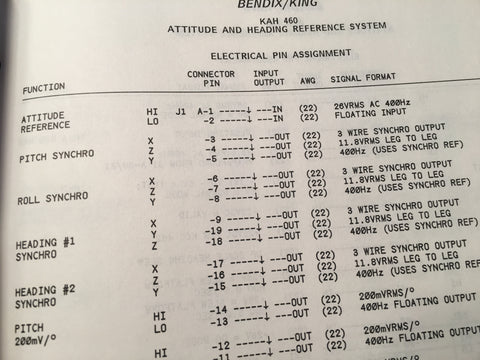 BENDIX/KING
KAH 460
ATTITUDE AND HEADING REFERENCE SYSTEM
ELECTRICAL PIN ASSIGNMENT
FUNCTION CONNECTOR PIN INPUT OUTPUT AWG SIGNAL FORMAT
ATTITUDE HI J1 A-1 -----↓ ---IN (22) 26VRMS AC 400Hz
REFERENCE LO -2 -----↓ ---IN (22) FLOATING INPUT
X -3 -----↓ ---OUT (22) 3 WIRE SYNCHRO OUTPUT
PITCH SYNCHRO Z -4 -----↓ ---OUT (22) 11.8VRMS LEG TO LEG
Y -5 -----↓ ---OUT (22) 400Hz (USES SYNCHRO REF)
X -6 -----↓ ---OUT (22) 3 WIRE SYNCHRO OUTPUT
ROLL SYNCHRO Z -7 -----↓ ---OUT (22) 11.8VRMS LEG TO LEG
Y -8 -----↓ ---OUT (22) 400Hz (USES SYNCHRO REF)
X -9 -----↓ ---OUT (22) 3 WIRE SYNCHRO OUTPUT
HEADING #1 Y -19 -----↓ ---OUT (22) 11.8VRMS LEG TO LEG
SYNCHRO Z -18 -----↓ ---OUT (22) 400Hz (USES SYNCHRO REF)
X -17 -----↓ ---OUT (22) 3 WIRE SYNCHRO OUTPUT
HEADING #2 Z -16 -----↓ ---OUT (22) 11.8VRMS LEG TO LEG
SYNCHRO Y -15 -----↓ ---OUT (22) 400Hz (USES SYNCHRO
PITCH HI -14 -----↓ ---OUT (22) 200mVRMS/°
200mV/° LO -13 -----↓ ---OUT (22) 400Hz FLOATING OUTPUT
HI -12 -----↓ ---OUT (22) 200mVRMS/°
-11 ---OUT (22) 400Hz FLOATING